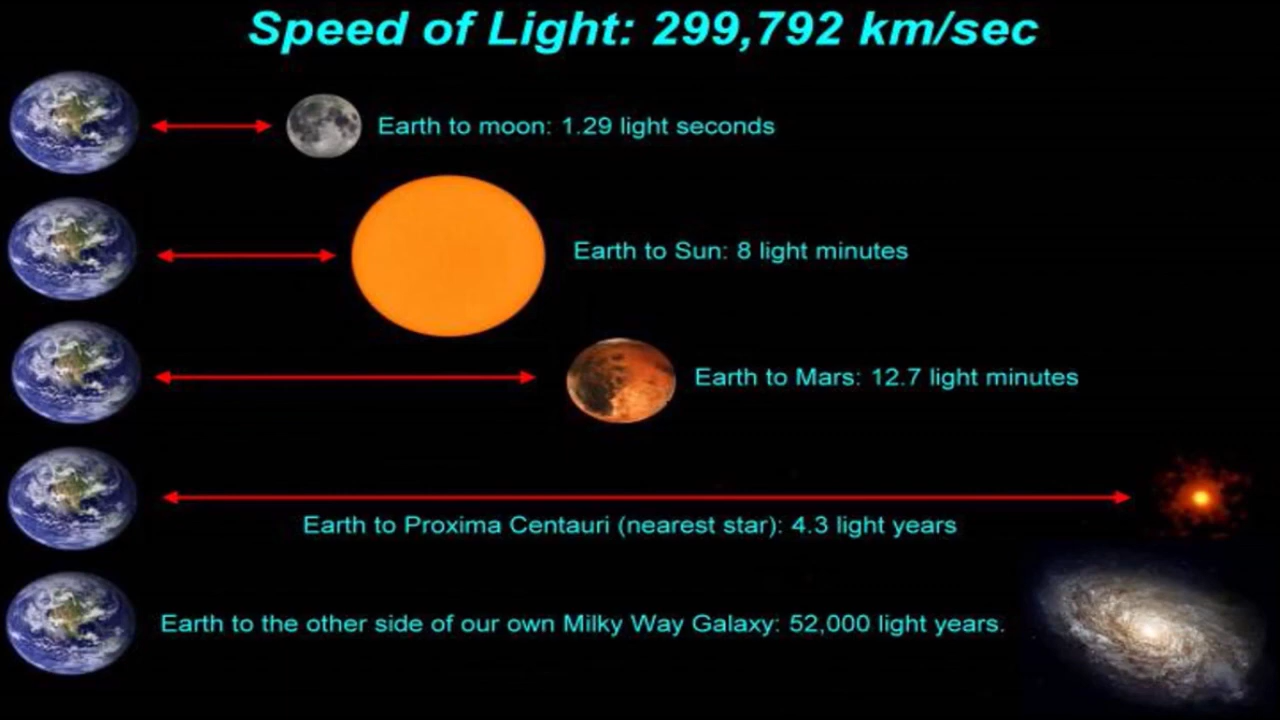 Speed of Light: 299,792 km/sec
Earth to moon: 1.29 light seconds
Earth to Sun: 8 light minutes
Earth to Mars: 12.7 light minutes
Earth to Proxima Centauri (nearest star): 4.3 light years
Earth to the other side of our own Milky Way Galaxy: 52,000 light years.